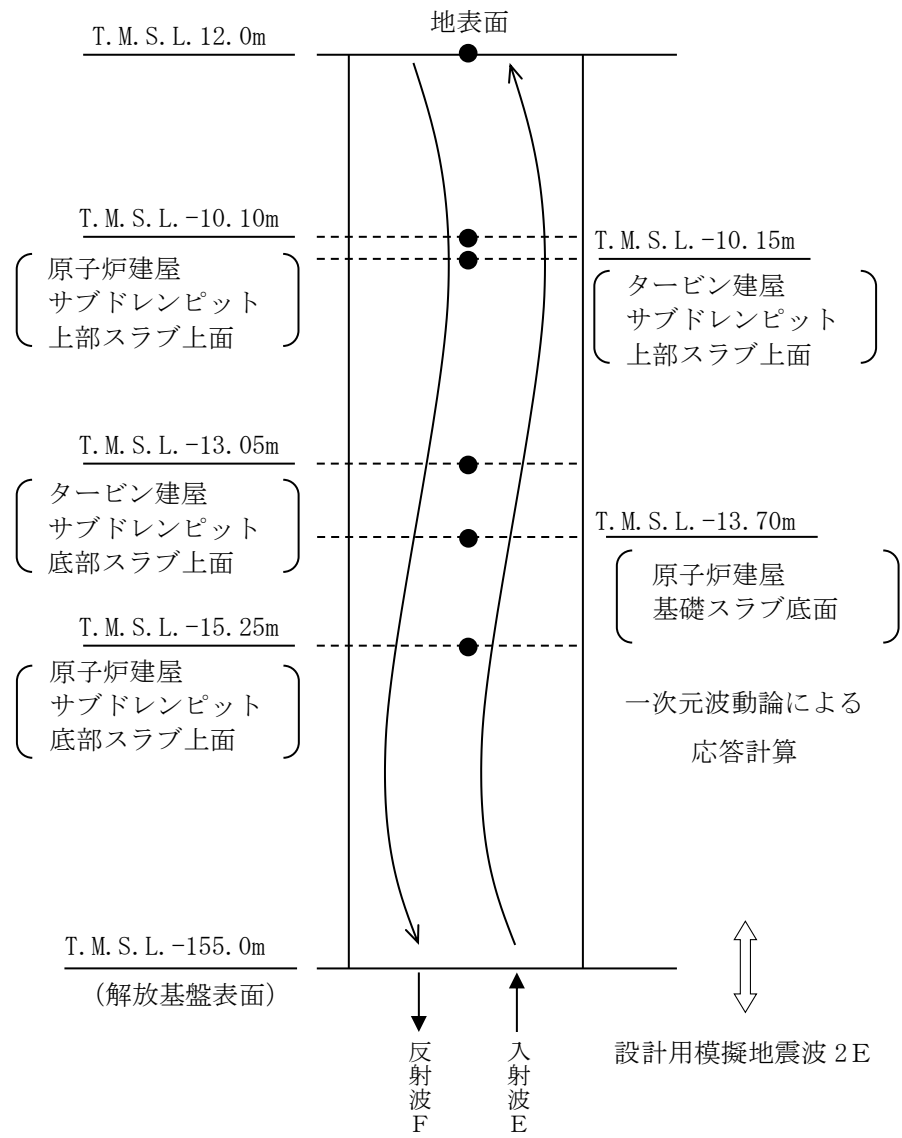 地表面
T.M.S.L.12.0m
T.M.S.L.-10.10m
原子炉建屋
サブドレンピット
上部スラブ上面
T.M.S.L.-10.15m
タービン建屋
サブドレンピット
上部スラブ上面
T.M.S.L.-13.05m
タービン建屋
サブドレンピット
底部スラブ上面
T.M.S.L.-13.70m
原子炉建屋
基礎スラブ底面
T.M.S.L.-15.25m
原子炉建屋
サブドレンピット
底部スラブ上面
一次元波動論による
応答計算
T.M.S.L.-155.0m
(解放基盤表面)
反射波F
入射波E
設計用模擬地震波2E